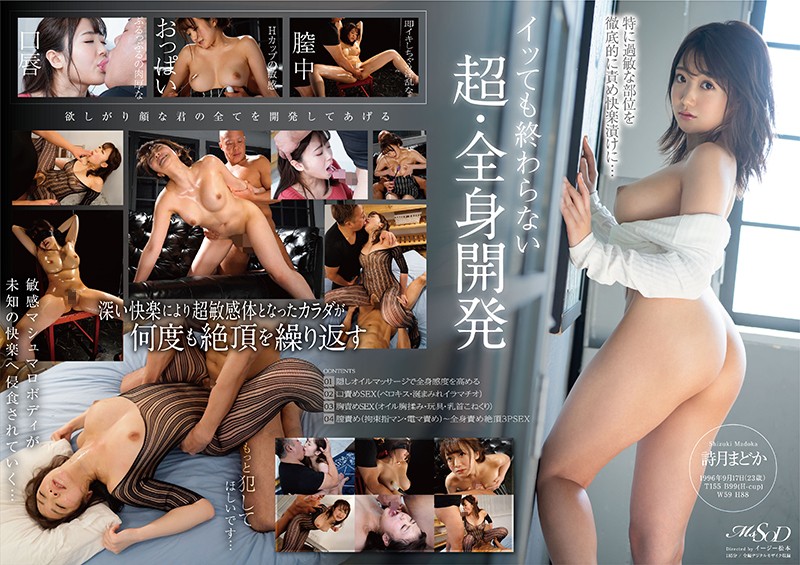 特に過敏な部位を
徹底的に責め快楽漬けに…
イッても終わらない
超・全身開発
口唇
おっぱい
Hカップの敏感
膣中
欲しがり顔な君の全てを開発してあげる
深い快楽により超敏感体となったカラダが
何度も絶頂を繰り返す
敏感マシュマロボディが
未知の快楽へ侵食されていく…
CONTENTS
01 隠しオイルマッサージで全身感度を高める
02 口責めSEX(ベロキス・涎まみれイラマチオ)
03 胸責めSEX(オイル胸揉み・玩具・乳首こねくり)
04 膣責め(拘束指マン・電マ責め)~全身責め絶頂3PSEX
もっと犯して
ほしいです…
Shizuki Madoka
詩月まどか
1996年9月17日(23歳)
T155 B99(H-cup)
W59 H88
Directed by イージー松本